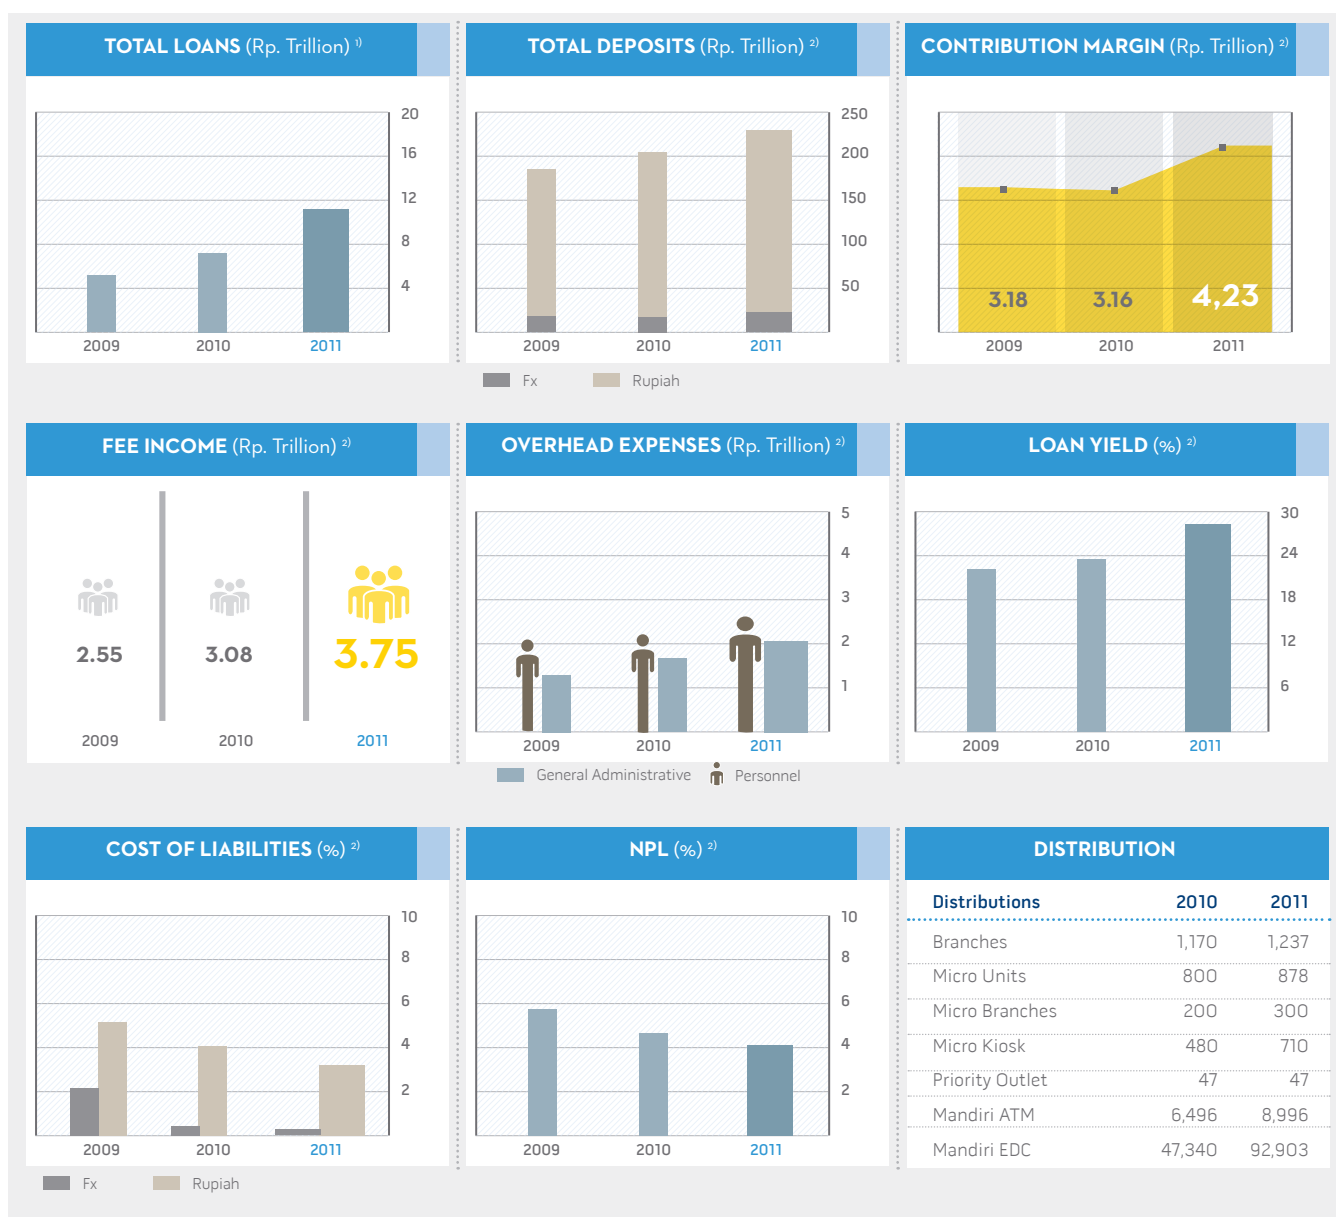 TOTAL LOANS (Rp. Trillion) 1)
20
16
12
8
4
2009 2010 2011
TOTAL DEPOSITS (Rp. Trillion) 2)
250
200
150
100
50
2009 2010 2011
Fx Rupiah
CONTRIBUTION MARGIN (Rp. Trillion) 2)
3.18 3.16 4,23
2009 2010 2011
FEE INCOME (Rp. Trillion) 2)
2.55 3.08 3.75
2009 2010 2011
OVERHEAD EXPENSES (Rp. Trillion) 2)
5
4
3
2
1
2009 2010 2011
General Administrative Personnel
LOAN YIELD (%) 2)
30
24
18
12
6
2009 2010 2011
COST OF LIABILITIES (%) 2)
10
8
6
4
2
2009 2010 2011
Fx Rupiah
NPL (%) 2)
10
8
6
4
2
2009 2010 2011
DISTRIBUTION
Distributions 2010 2011
Branches 1,170 1,237
Micro Units 800 878
Micro Branches 200 300
Micro Kiosk 480 710
Priority Outlet 47 47
Mandiri ATM 6,496 8,996
Mandiri EDC 47,340 92,903